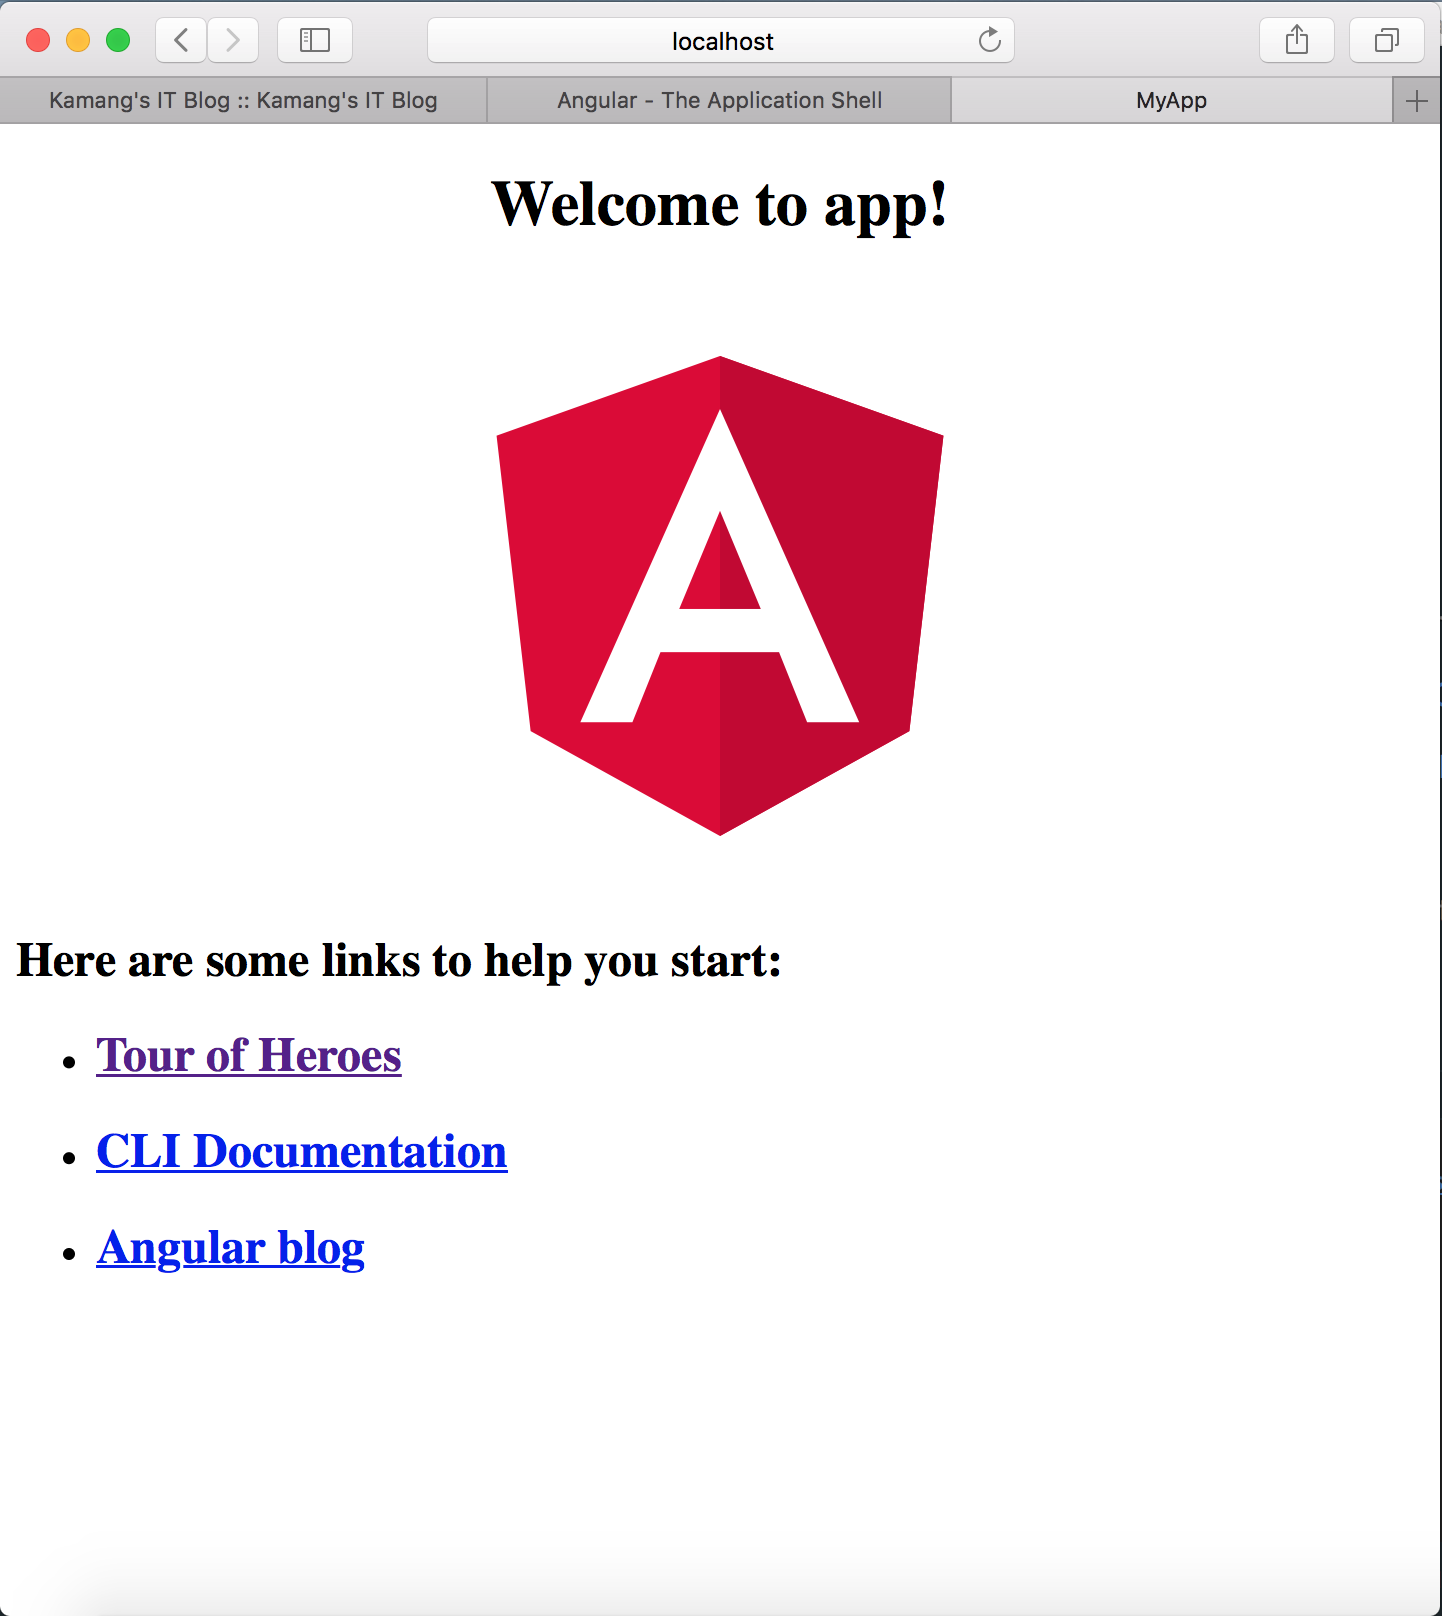 localhost
Kamang's IT Blog :: Kamang's IT Blog
Angular - The Application Shell
MyApp
Welcome to app!
A
Here are some links to help you start:
Tour of Heroes
CLI Documentation
Angular blog